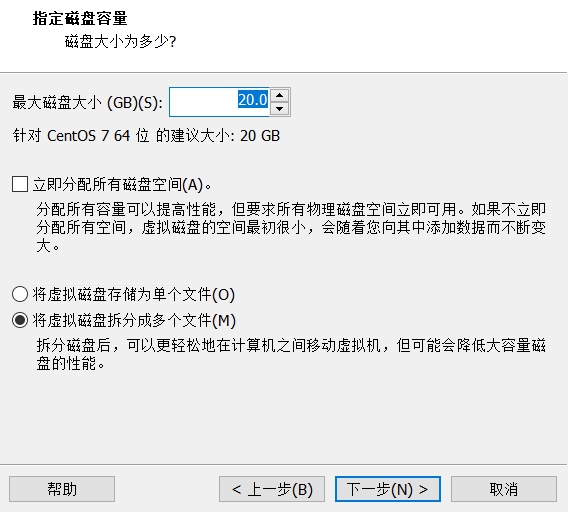 指定磁盘容量
磁盘大小为多少?
最大磁盘大小 (GB)(S): 20.0
针对 CentOS 7 64 位 的建议大小: 20 GB
立即分配所有磁盘空间(A)。
分配所有容量可以提高性能，但要求所有物理磁盘空间立即可用。如果不立即
分配所有空间，虚拟磁盘的空间最初很小，会随着您向其中添加数据而不断变
大。
将虚拟磁盘存储为单个文件(O)
将虚拟磁盘拆分成多个文件(M)
拆分磁盘后，可以更轻松地在计算机之间移动虚拟机，但可能会降低大容量磁
盘的性能。
帮助 < 上一步(B) 下一步(N) > 取消